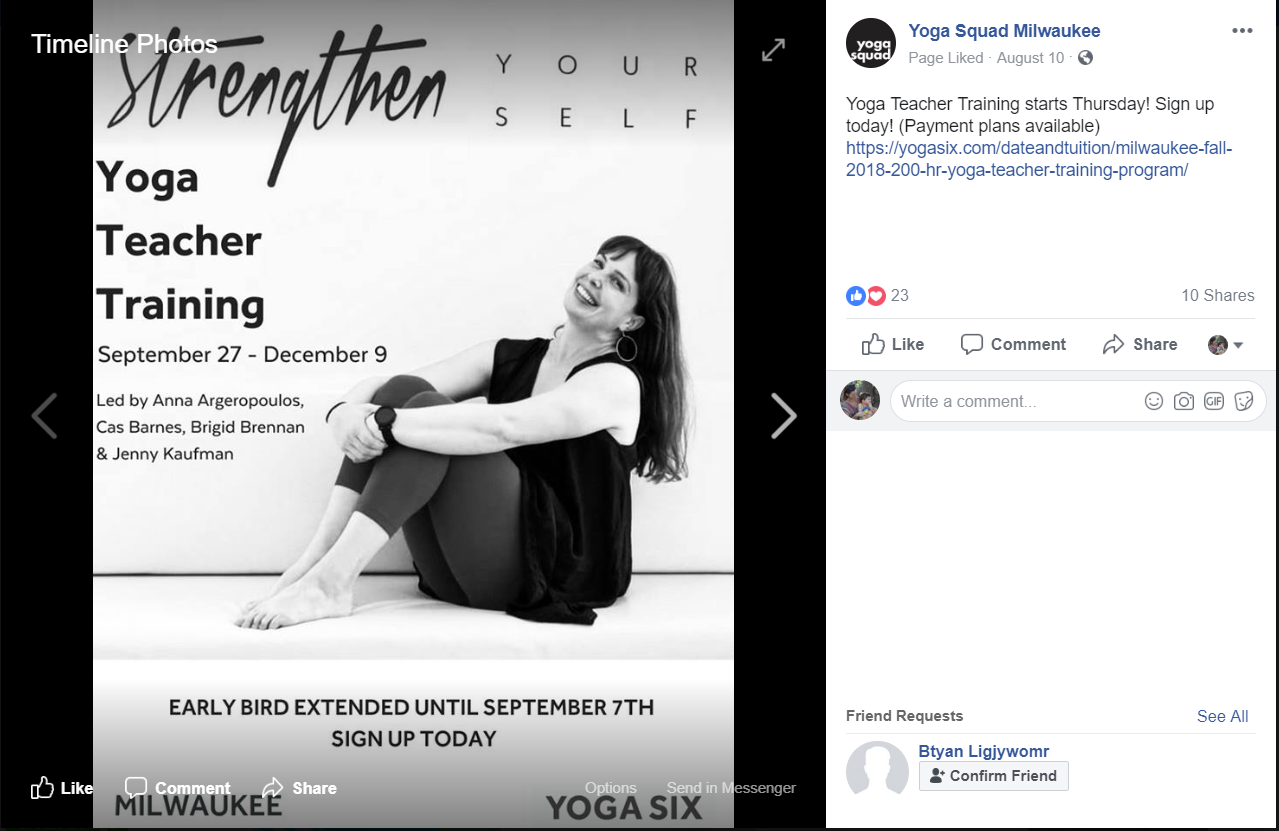 Timeline Photos
Strengthen
YOUR
SELF
Yoga
Teacher
Training
September 27 - December 9
Led by Anna Argeropoulos,
Cas Barnes, Brigid Brennan
& Jenny Kaufman
EARLY BIRD EXTENDED UNTIL SEPTEMBER 7TH
SIGN UP TODAY
Like Comment Share Options Send in Messenger
MILWAUKEE YOGA SIX
yoga
squad
Yoga Squad Milwaukee
Page Liked · August 10 ·
Yoga Teacher Training starts Thursday! Sign up
today! (Payment plans available)
https://yogasix.com/dateandtuition/milwaukee-fall-
2018-200-hr-yoga-teacher-training-program/
23 10 Shares
Like Comment Share
Write a comment...
GIF
Friend Requests See All
Btyan Ligjywomr
Confirm Friend